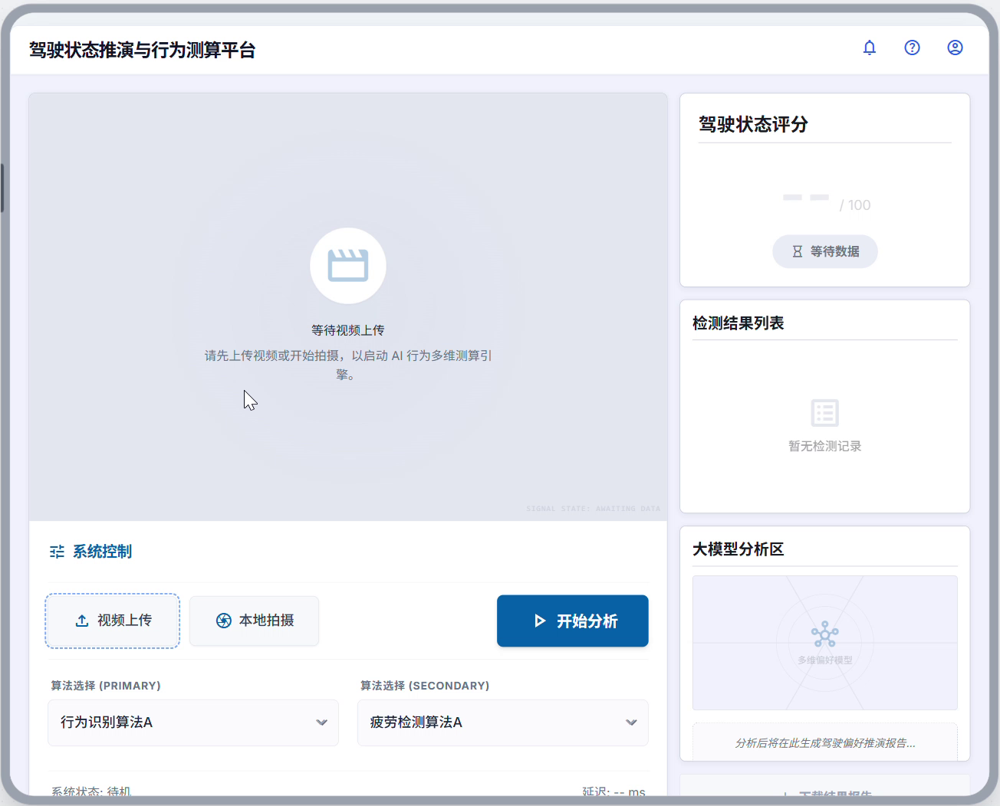 驾驶状态推演与行为测算平台
等待视频上传
请先上传视频或开始拍摄，以启动 AI 行为多维测算引
擎。
SIGNAL STATE: AWAITING DATA
系统控制
视频上传
本地拍摄
开始分析
算法选择 (PRIMARY)
算法选择 (SECONDARY)
行为识别算法A
疲劳检测算法A
系统状态: 待机
延迟: -- ms
驾驶状态评分
-- / 100
等待数据
检测结果列表
暂无检测记录
大模型分析区
多维偏好模型
分析后将在此生成驾驶偏好推演报告...
下载结果报告